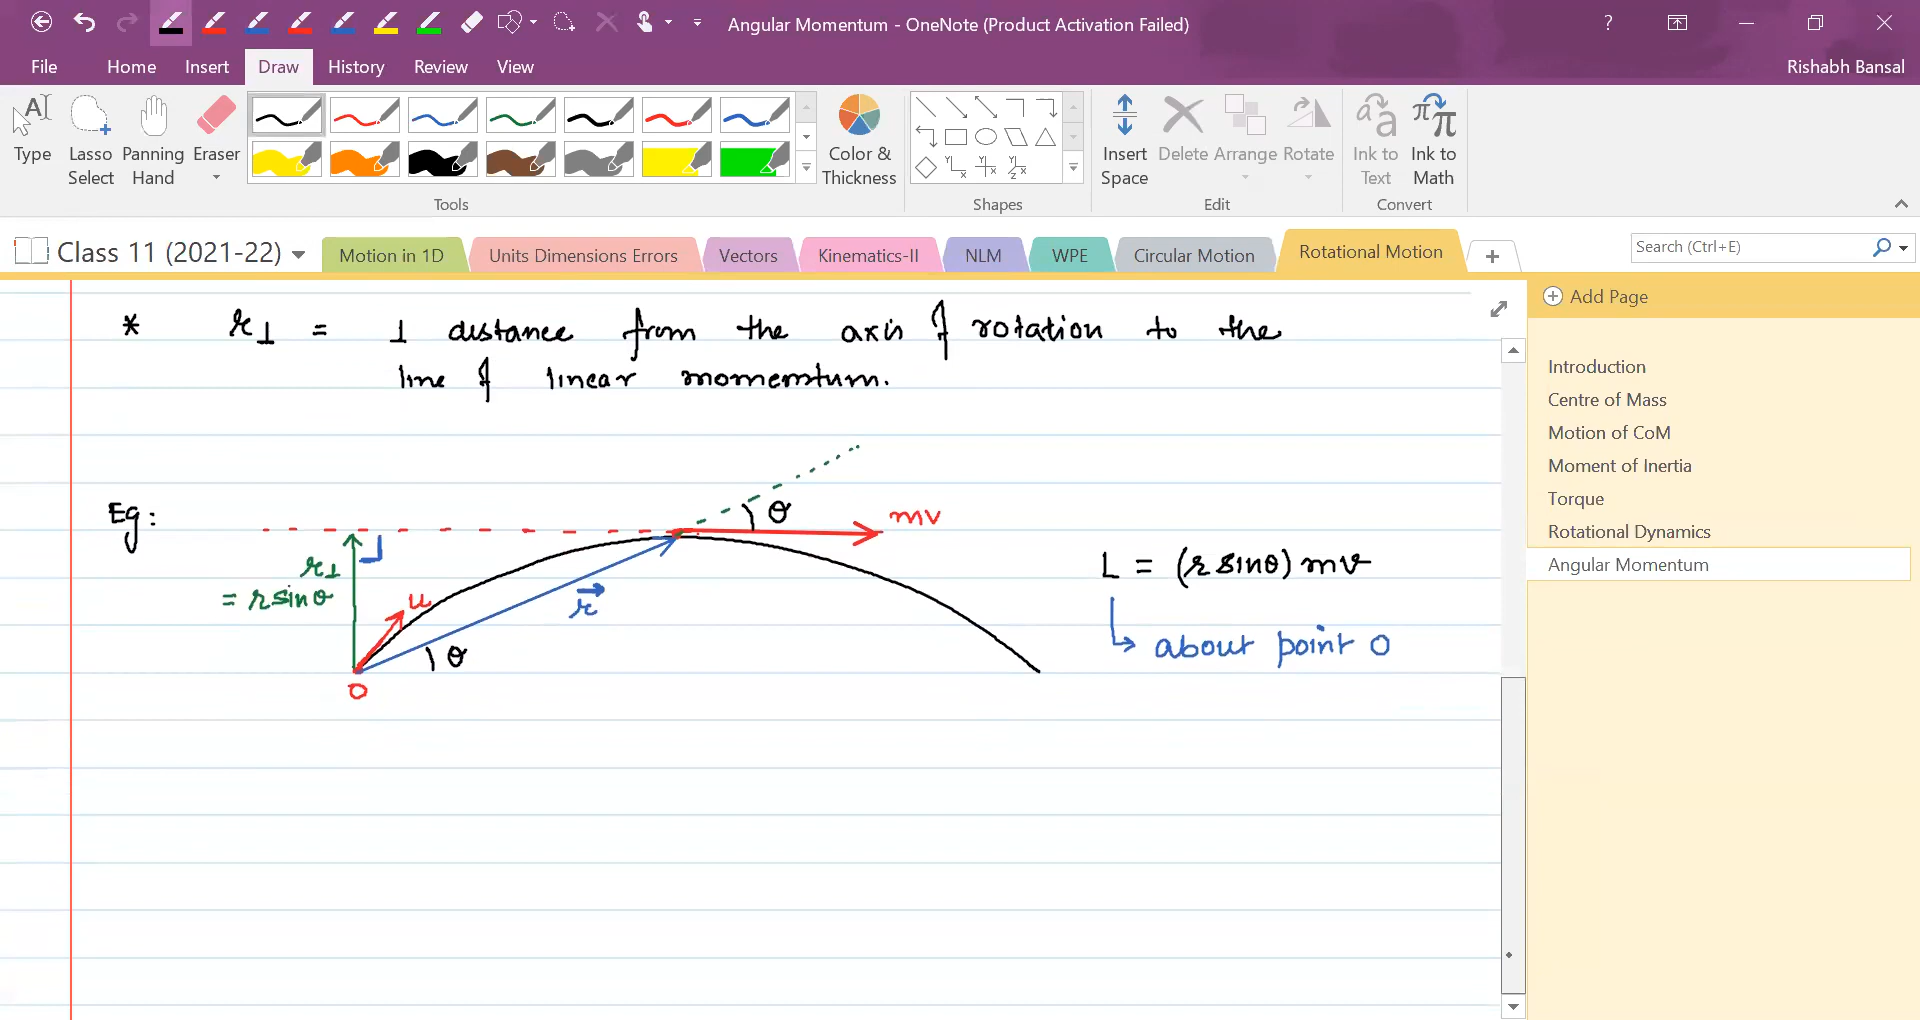 Angular Momentum - OneNote (Product Activation Failed)
?
File Home Insert Draw History Review View
Rishabh Bansal
Type
Lasso Select
Panning Hand
Eraser
Tools
Color & Thickness
Shapes
Insert Space
Delete
Arrange
Rotate
Edit
Ink to Text
Ink to Math
Convert
Class 11 (2021-22)
Motion in 1D
Units Dimensions Errors
Vectors
Kinematics-II
NLM
WPE
Circular Motion
Rotational Motion
Search (Ctrl+E)
Add Page
Introduction
Centre of Mass
Motion of CoM
Moment of Inertia
Torque
Rotational Dynamics
Angular Momentum
* r⊥ = ⊥ distance from the axis of rotation to the
line of linear momemtum.
Eg:
θ
mv
r⊥
= r sinθ
u
r⃗
θ
O
L = (r sinθ) mv
↳ about point O